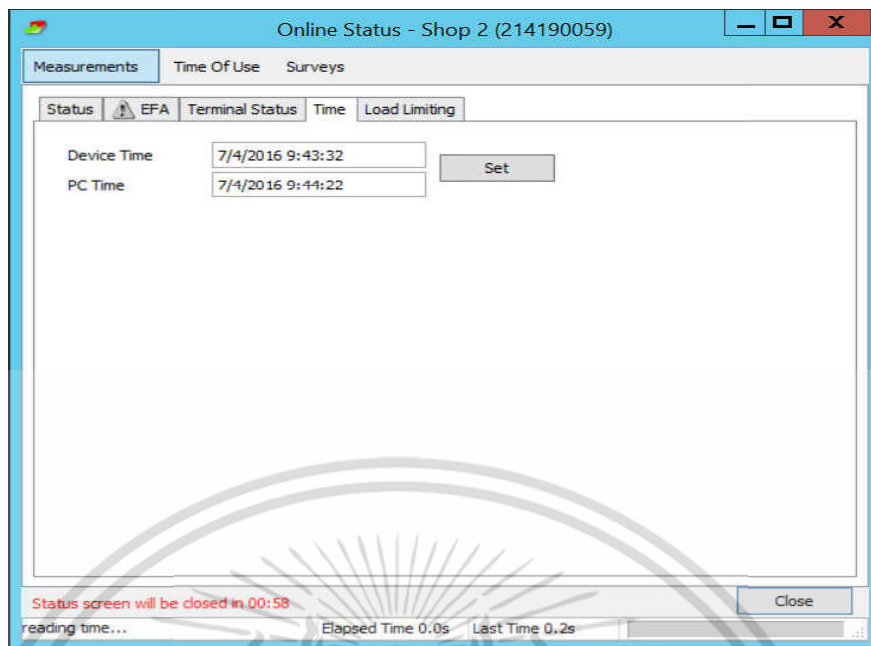 Online Status - Shop 2 (214190059)
Measurements Time Of Use Surveys
Status EFA Terminal Status Time Load Limiting
Device Time 7/4/2016 9:43:32 Set
PC Time 7/4/2016 9:44:22
Status screen will be closed in 00:58 Close
reading time... Elapsed Time 0.0s Last Time 0.2s